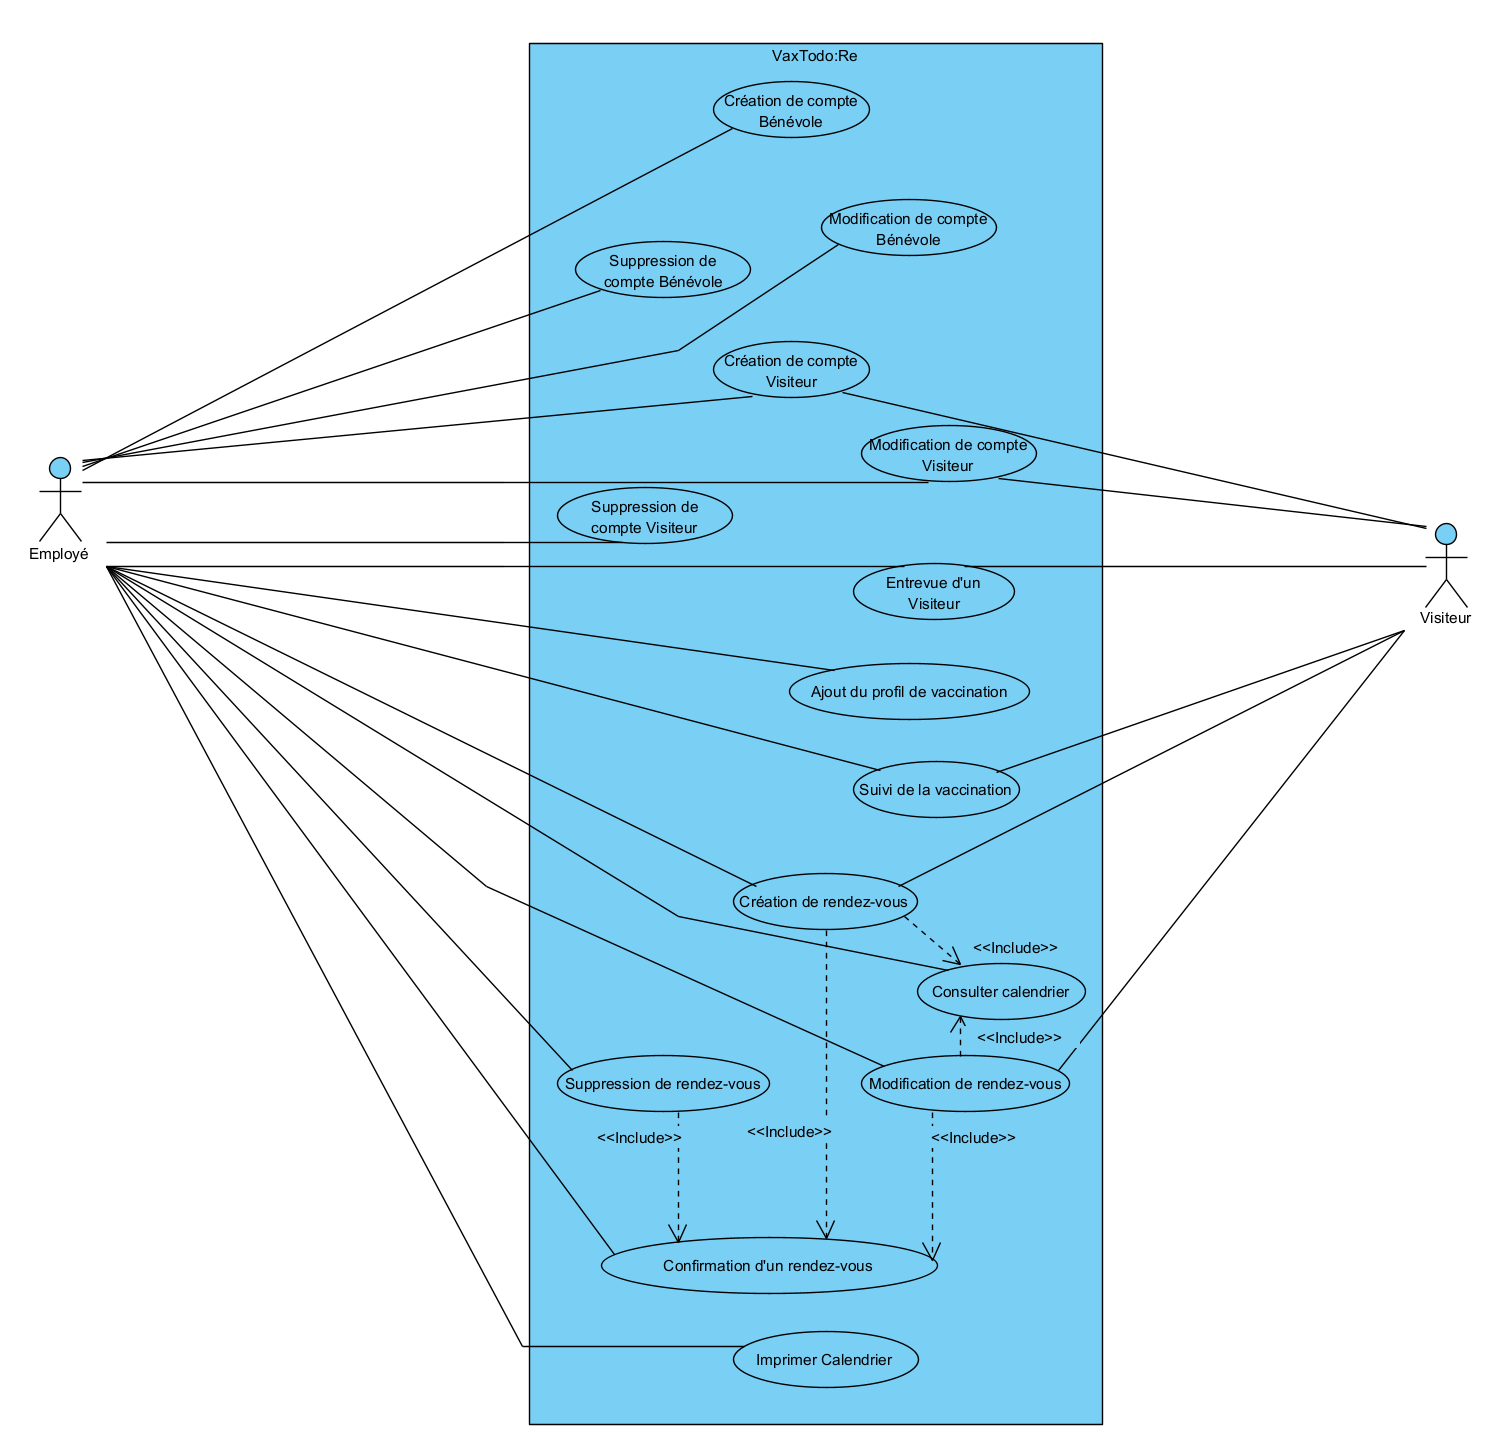 VaxTodo:Re
Création de compte
Bénévole
Modification de compte
Bénévole
Suppression de
compte Bénévole
Création de compte
Visiteur
Modification de compte
Visiteur
Suppression de
compte Visiteur
Employé
Entrevue d'un
Visiteur
Visiteur
Ajout du profil de vaccination
Suivi de la vaccination
Création de rendez-vous
<<Include>>
Consulter calendrier
<<Include>>
Suppression de rendez-vous
Modification de rendez-vous
<<Include>>
<<Include>>
<<Include>>
Confirmation d'un rendez-vous
Imprimer Calendrier